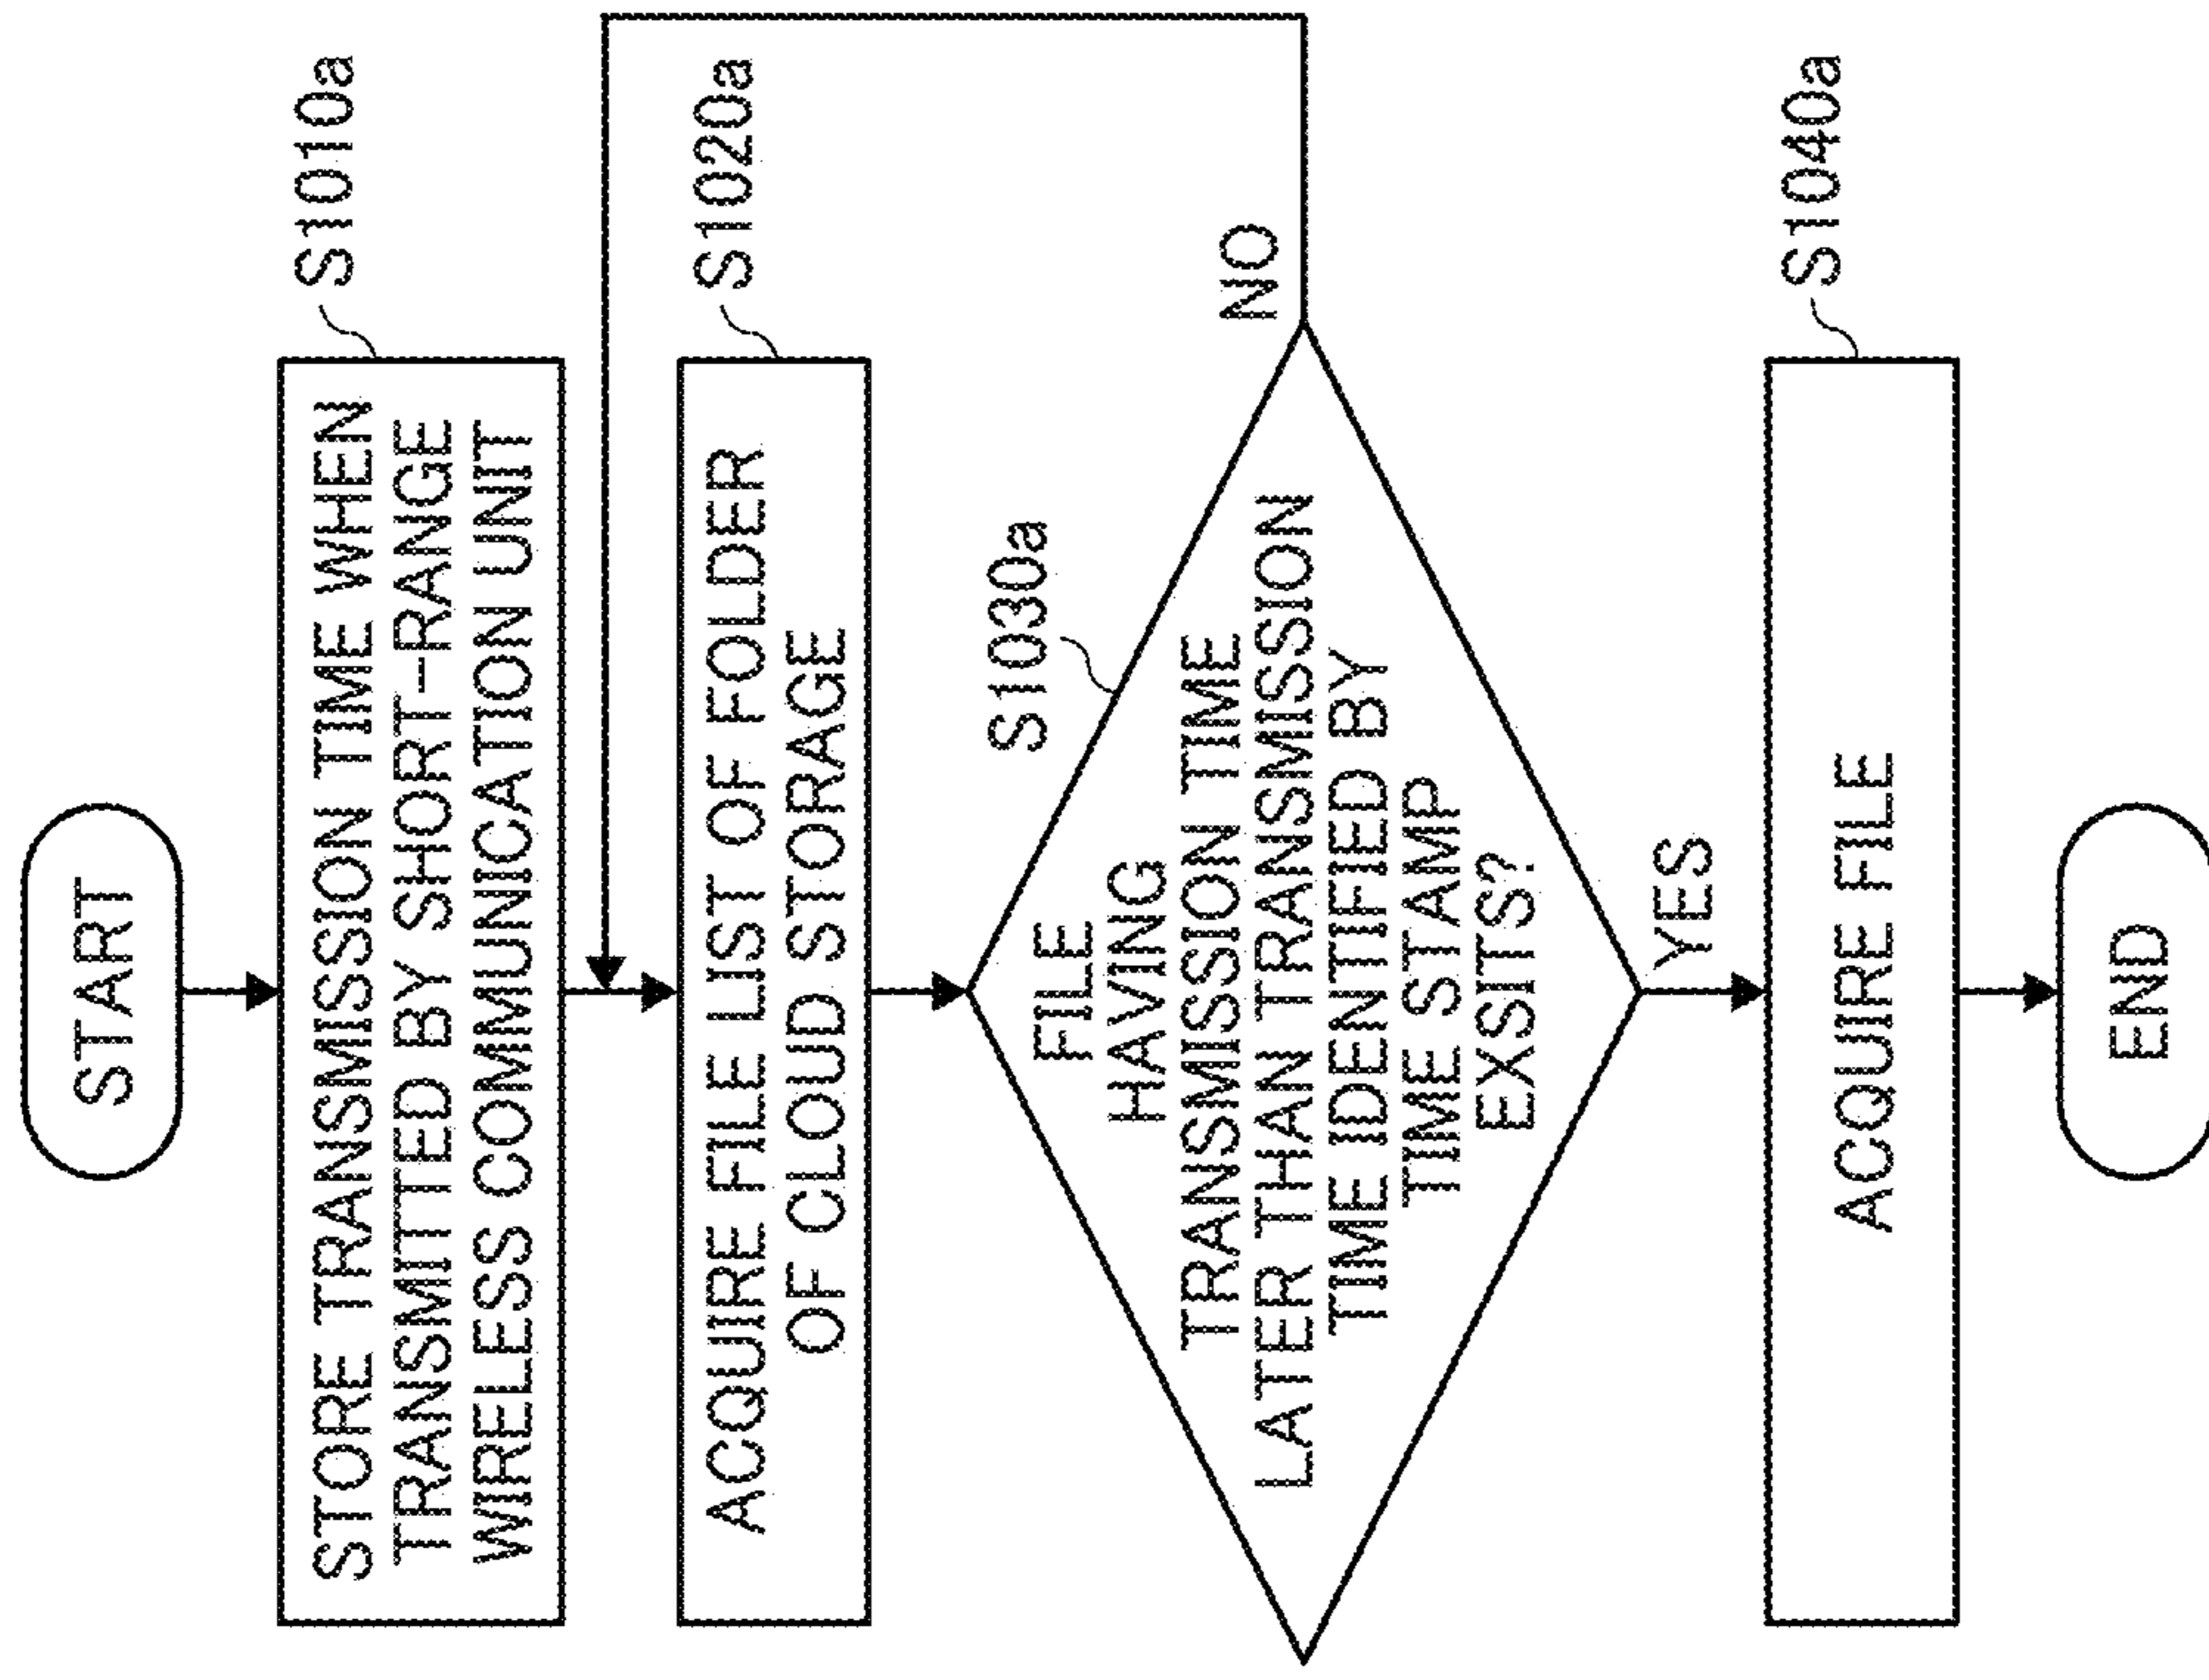 START
STORE TRANSMISSION TIME WHEN
TRANSMITTED BY SHORT-RANGE
WIRELESS COMMUNICATION UNIT
S1010a
ACQUIRE FILE LIST OF FOLDER
OF CLOUD STORAGE
S1020a
FILE
HAVING
TRANSMISSION TIME
LATER THAN TRANSMISSION
TIME IDENTIFIED BY
TIME STAMP
EXSITS?
S1030a
NO
YES
ACQUIRE FILE
S1040a
END